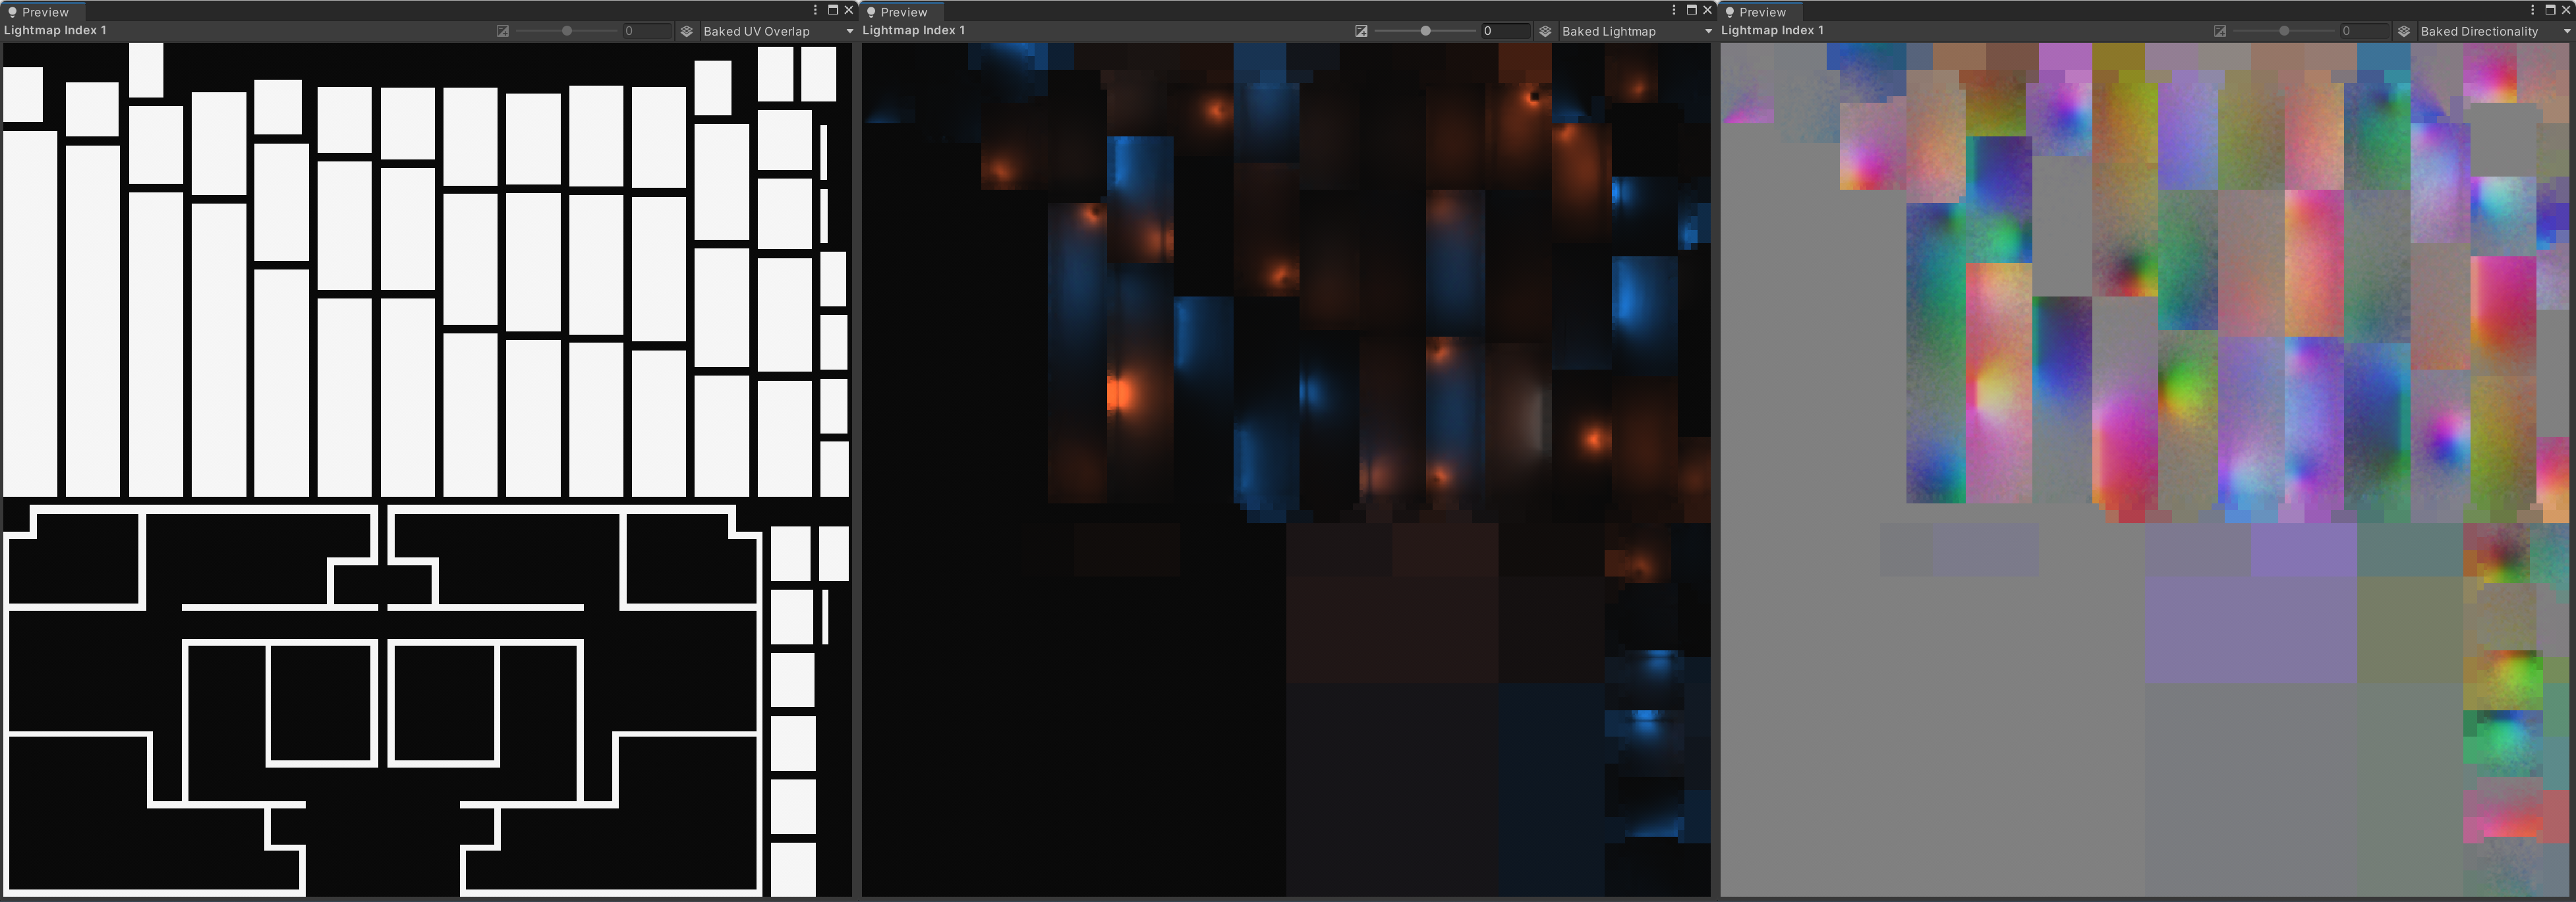 Preview
Lightmap Index 1
0
Baked UV Overlap
Preview
Lightmap Index 1
0
Baked Lightmap
Preview
Lightmap Index 1
0
Baked Directionality